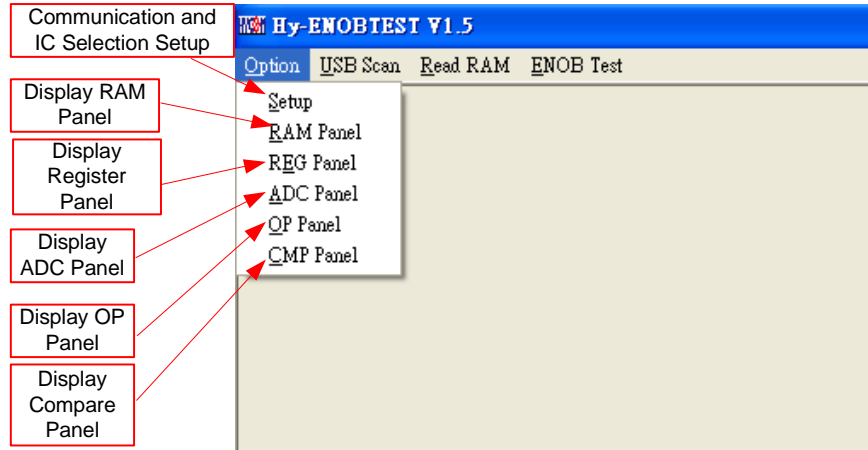 Communication and
IC Selection Setup
Display RAM
Panel
Display
Register
Panel
Display
ADC Panel
Display OP
Panel
Display
Compare
Panel
Hy-ENOBTEST V1.5
Option USB Scan Read RAM ENOB Test
Setup
RAM Panel
REG Panel
ADC Panel
OP Panel
CMP Panel